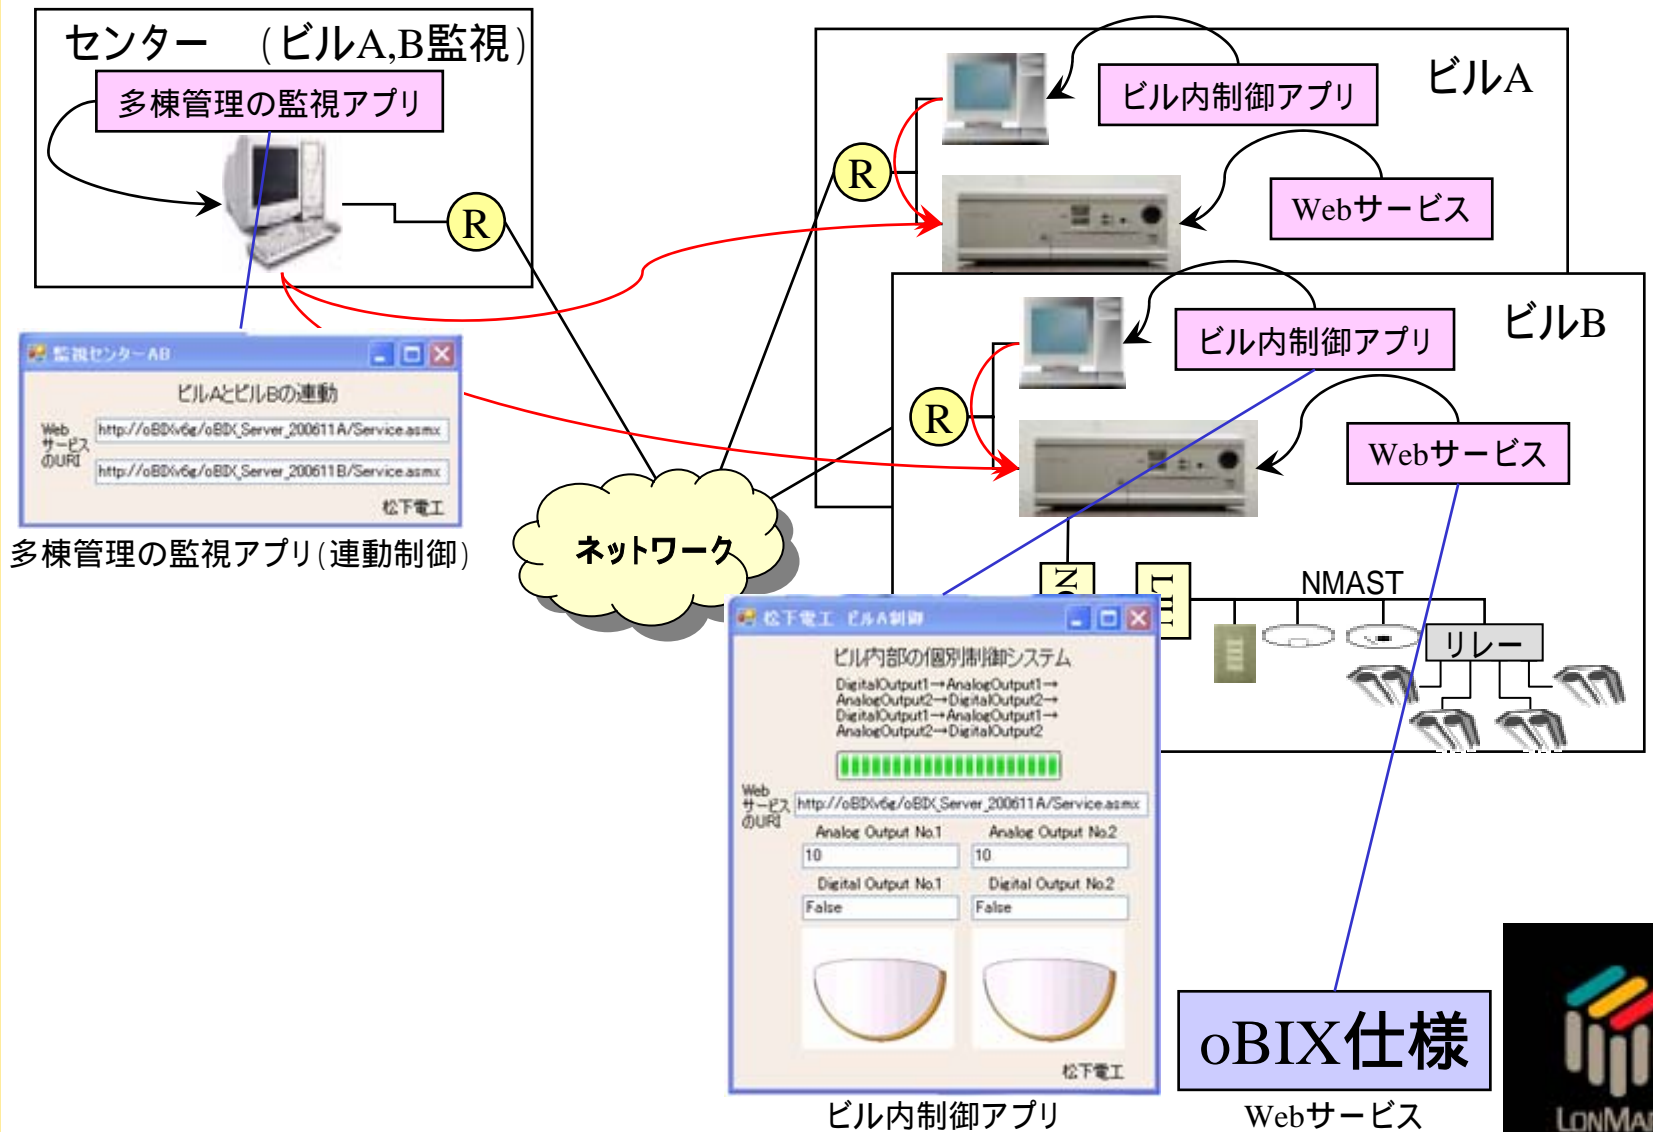 センター (ビルA,B監視)
多棟管理の監視アプリ
R
監視センターAB
ビルAとビルBの連動
Web
サービス
のURI
http://oBIXv6g/oBIX_Server_200611A/Service.asmx
http://oBIXv6g/oBIX_Server_200611B/Service.asmx
松下電工
多棟管理の監視アプリ(連動制御)
ネットワーク
ビルA
ビル内制御アプリ
R
Webサービス
ビルB
ビル内制御アプリ
R
Webサービス
NMAST
リレー
松下電工 ビルA制御
ビル内部の個別制御システム
DigitalOutput1→AnalogOutput1→
AnalogOutput2→DigitalOutput2→
DigitalOutput1→AnalogOutput1→
AnalogOutput2→DigitalOutput2
Web
サービス
のURI
http://oBIXv6g/oBIX_Server_200611A/Service.asmx
Analog Output No.1
Analog Output No.2
10
10
Digital Output No.1
Digital Output No.2
False
False
松下電工
ビル内制御アプリ
oBIX仕様
Webサービス